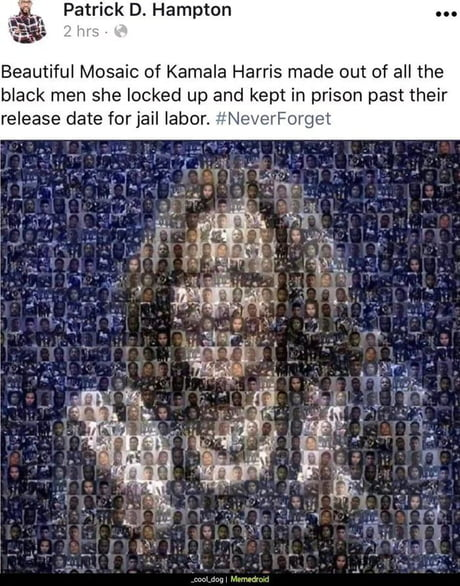 Patrick D. Hampton
2 hrs ·
Beautiful Mosaic of Kamala Harris made out of all the
black men she locked up and kept in prison past their
release date for jail labor. #NeverForget
_cool_dog | Memedroid